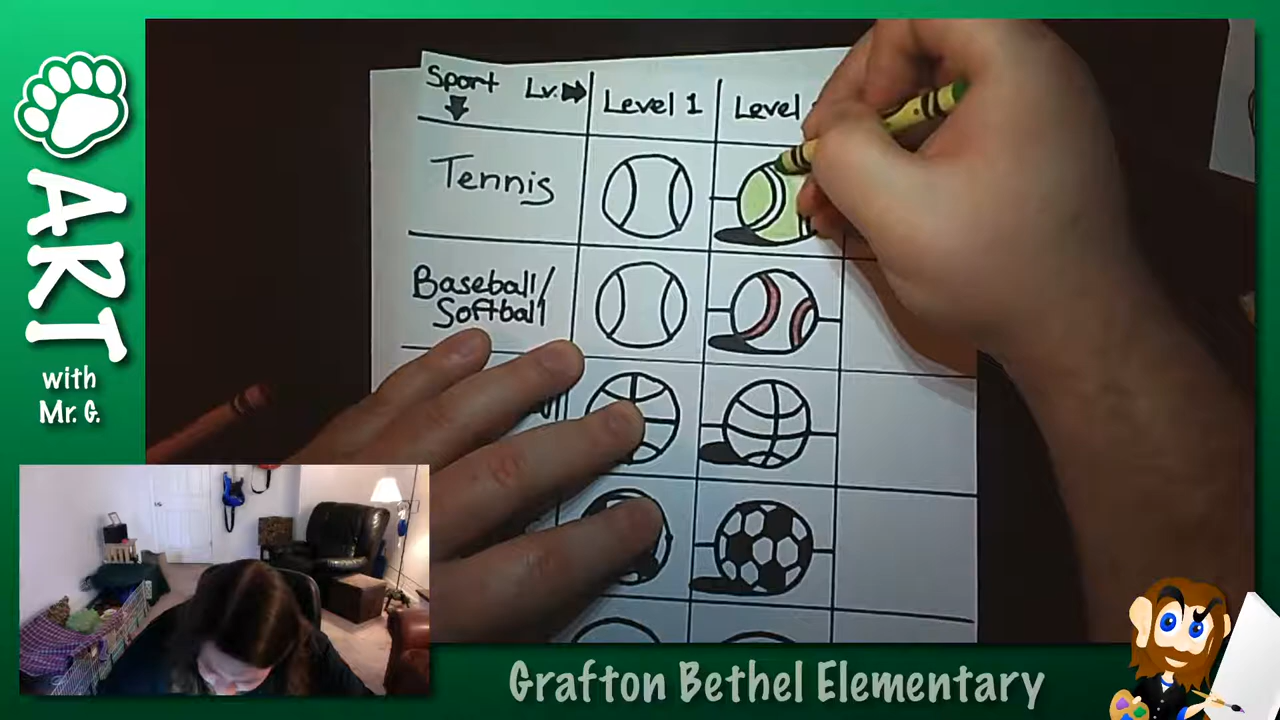 ART
with
Mr. G.
Sport
Lv.
Level 1
Level
Tennis
Baseball/
Softball
Grafton Bethel Elementary